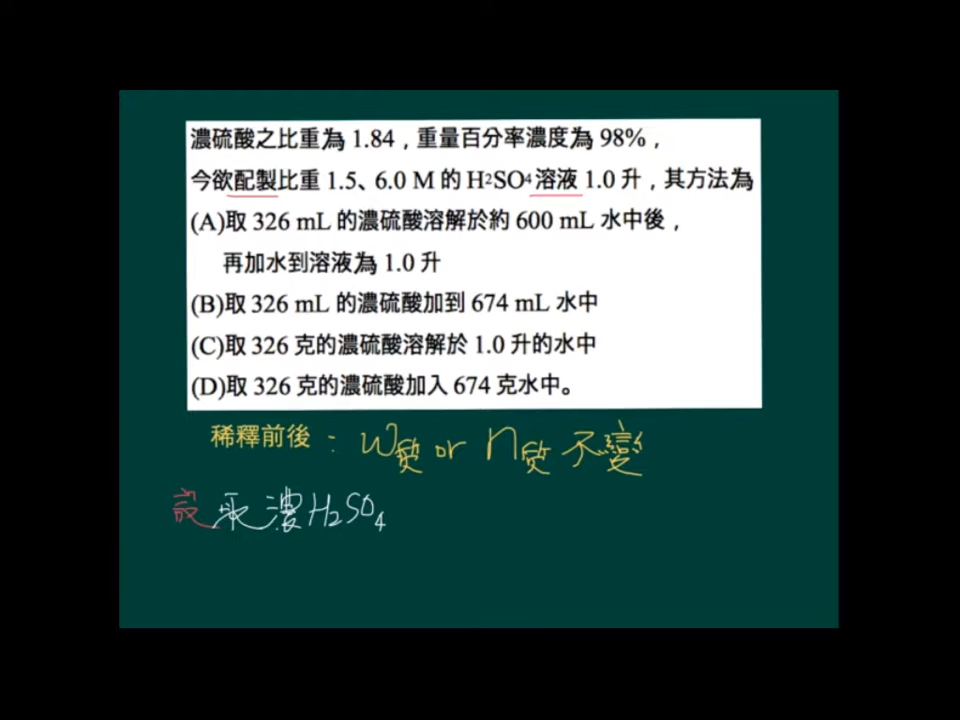 濃硫酸之比重為 1.84，重量百分率濃度為 98%，
今欲配製比重 1.5、6.0 M 的 H2SO4 溶液 1.0 升，其方法為
(A)取 326 mL 的濃硫酸溶解於約 600 mL 水中後，
再加水到溶液為 1.0 升
(B)取 326 mL 的濃硫酸加到 674 mL 水中
(C)取 326 克的濃硫酸溶解於 1.0 升的水中
(D)取 326 克的濃硫酸加入 674 克水中。
稀釋前後：W質 or n質 不變
設取濃H2SO4